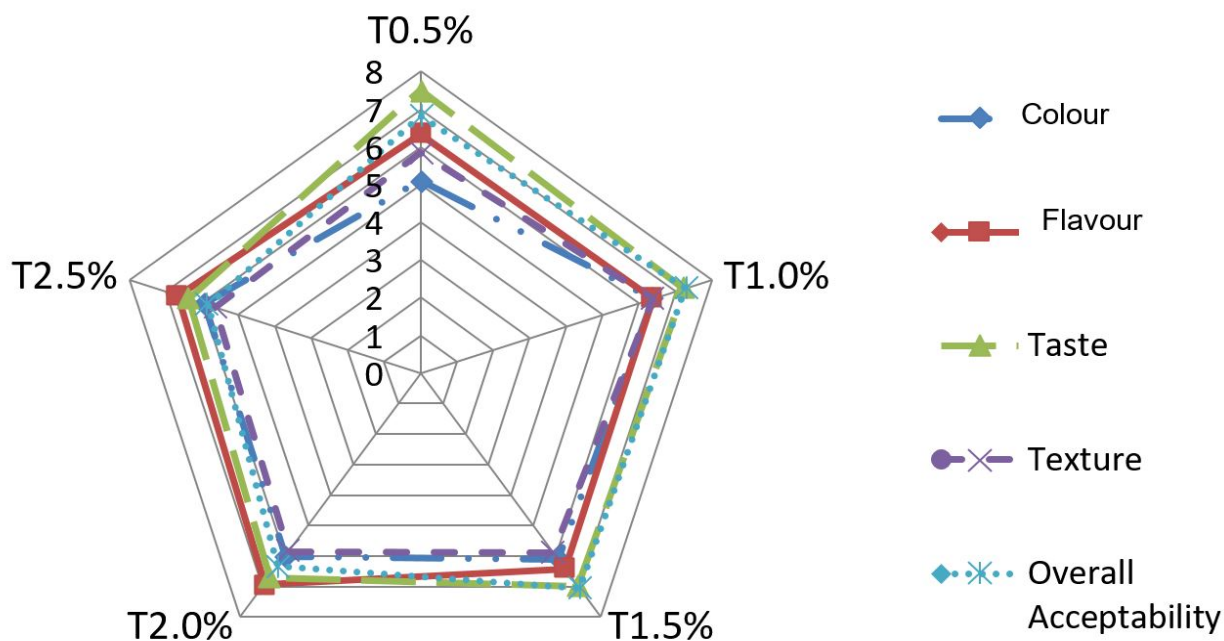 T0.5%
8
7
6
5
4
3
2
1
0
T1.0%
T1.5%
T2.0%
T2.5%
Colour
Flavour
Taste
Texture
Overall
Acceptability